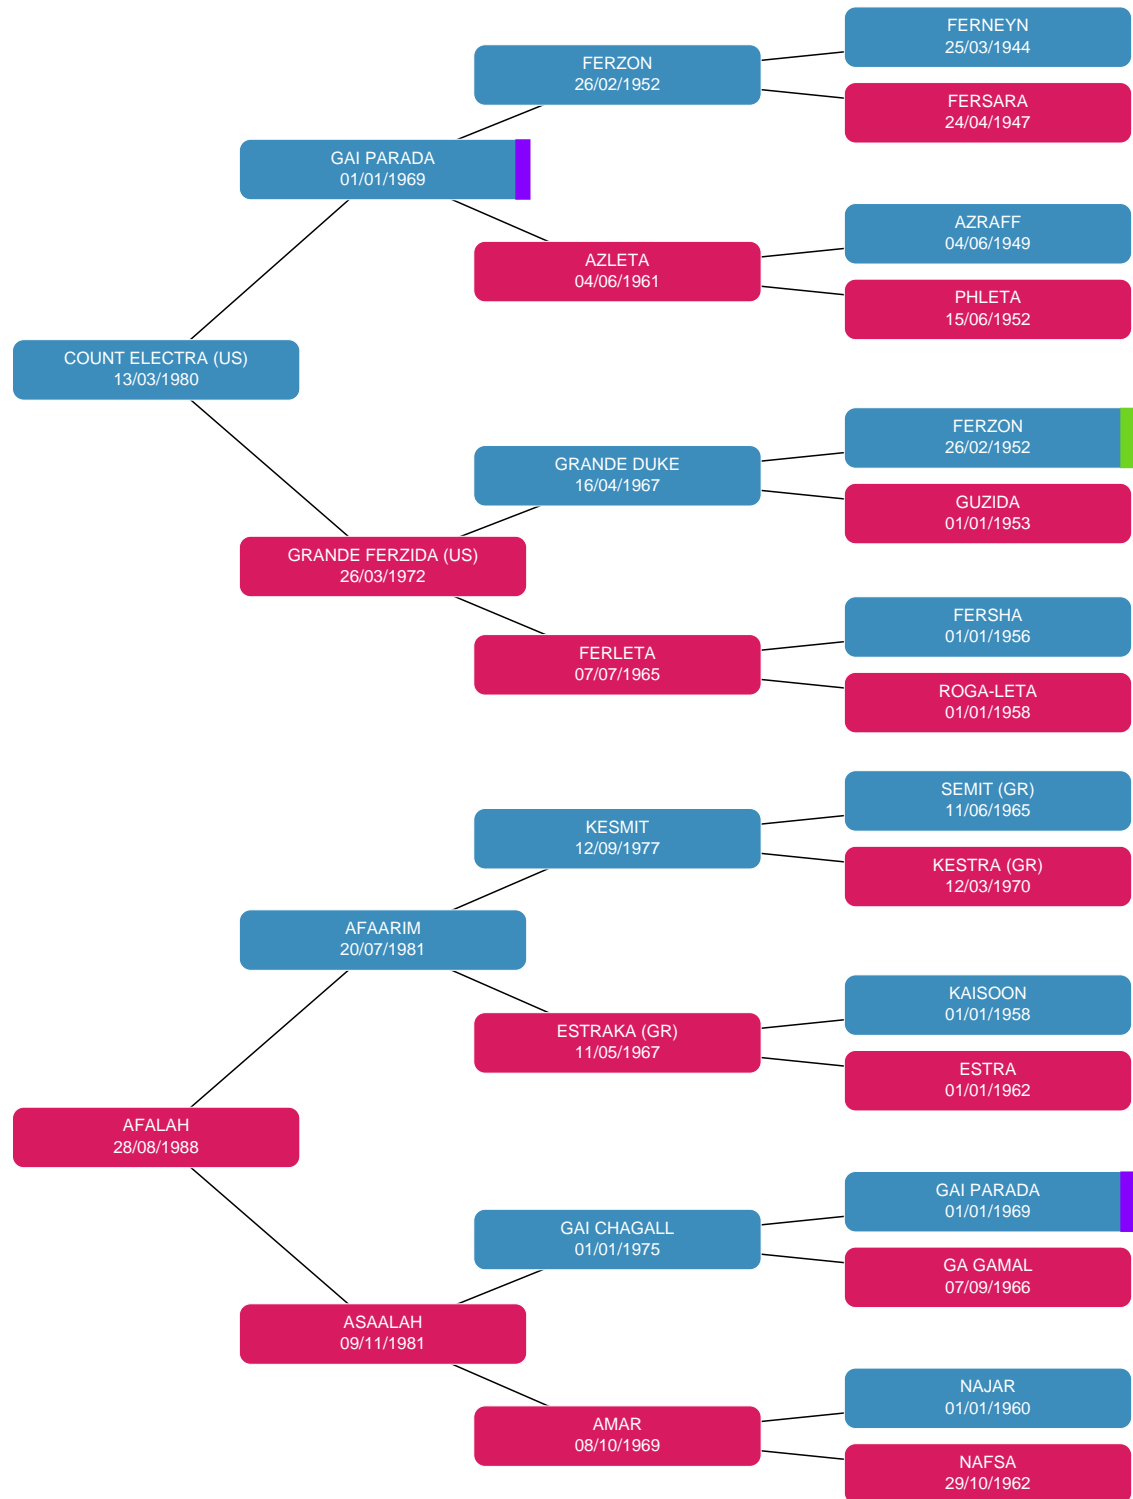 FERNEYN
25/03/1944
FERZON
26/02/1952
FERSARA
24/04/1947
GAI PARADA
01/01/1969
AZRAFF
04/06/1949
AZLETA
04/06/1961
PHLETA
15/06/1952
COUNT ELECTRA (US)
13/03/1980
FERZON
26/02/1952
GRANDE DUKE
16/04/1967
GUZIDA
01/01/1953
GRANDE FERZIDA (US)
26/03/1972
FERSHA
01/01/1956
FERLETA
07/07/1965
ROGA-LETA
01/01/1958
SEMIT (GR)
11/06/1965
KESMIT
12/09/1977
KESTRA (GR)
12/03/1970
AFAARIM
20/07/1981
KAISOON
01/01/1958
ESTRAKA (GR)
11/05/1967
ESTRA
01/01/1962
AFALAH
28/08/1988
GAI PARADA
01/01/1969
GAI CHAGALL
01/01/1975
GA GAMAL
07/09/1966
ASAALAH
09/11/1981
NAJAR
01/01/1960
AMAR
08/10/1969
NAFSA
29/10/1962